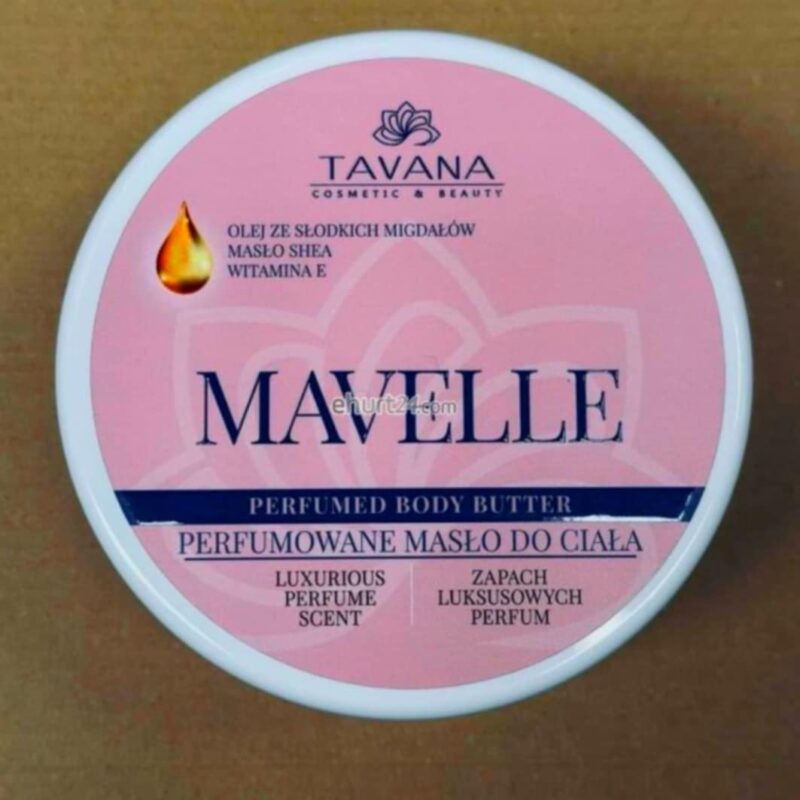 TAVANA
COSMETIC & BEAUTY
OLEJ ZE SŁODKICH MIGDAŁÓW
MASŁO SHEA
WITAMINA E
MAVELLE
ehurt24.com
PERFUMED BODY BUTTER
PERFUMOWANE MASŁO DO CIAŁA
LUXURIOUS
PERFUME
SCENT
ZAPACH
LUKSUSOWYCH
PERFUM